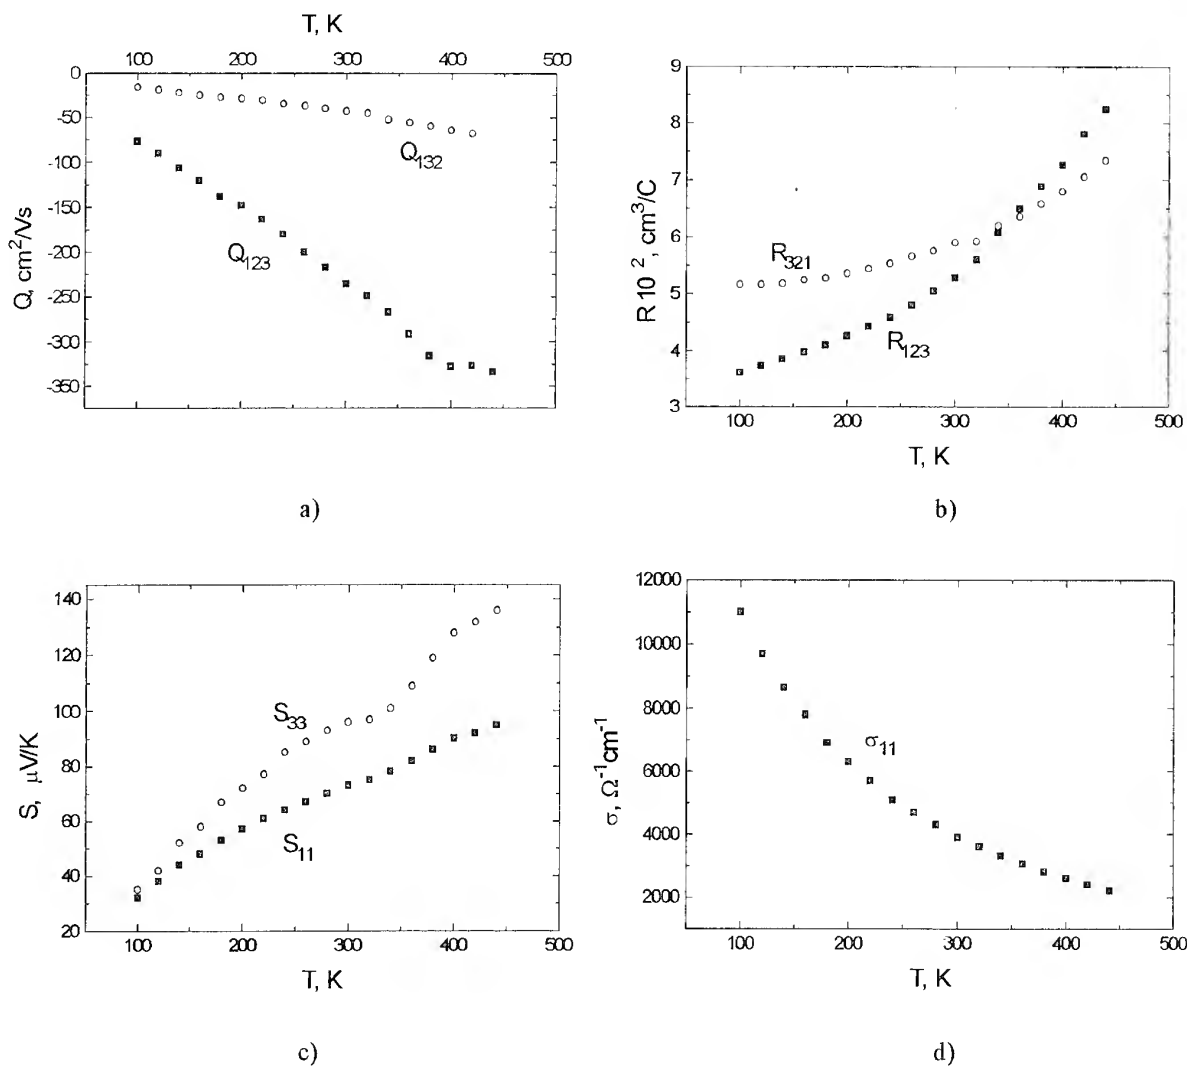 T, K
100 200 300 400 500
0
-50
-100
-150
-200
-250
-300
-350
Q, cm²/Vs
Q₁₃₂
Q₁₂₃
a)
9
8
7
6
5
4
3
R 10⁻², cm³/C
R₃₂₁
R₁₂₃
100 200 300 400 500
T, K
b)
140
120
100
80
60
40
20
S, μV/K
S₃₃
S₁₁
100 200 300 400 500
T, K
c)
12000
10000
8000
6000
4000
2000
σ, Ω⁻¹cm⁻¹
σ₁₁
100 200 300 400 500
T, K
d)